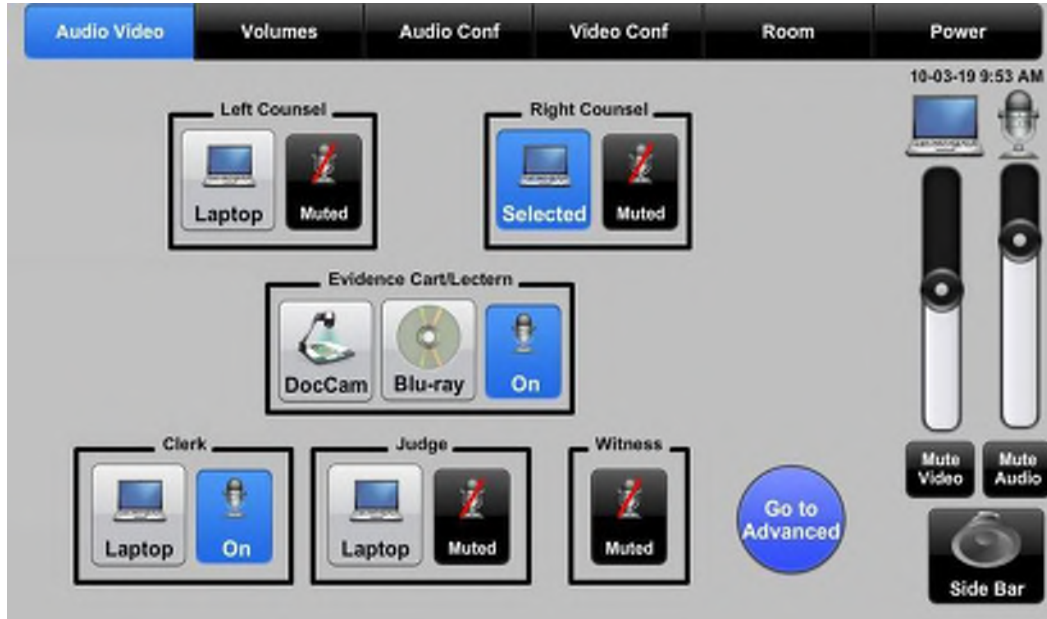 Audio Video Volumes Audio Conf Video Conf Room Power
10-03-19 9:53 AM
Left Counsel
Laptop Muted
Right Counsel
Selected Muted
Evidence Cart/Lectern
DocCam Blu-ray On
Clerk
Laptop On
Judge
Laptop Muted
Witness
Muted
Go to
Advanced
Mute
Video
Mute
Audio
Side Bar